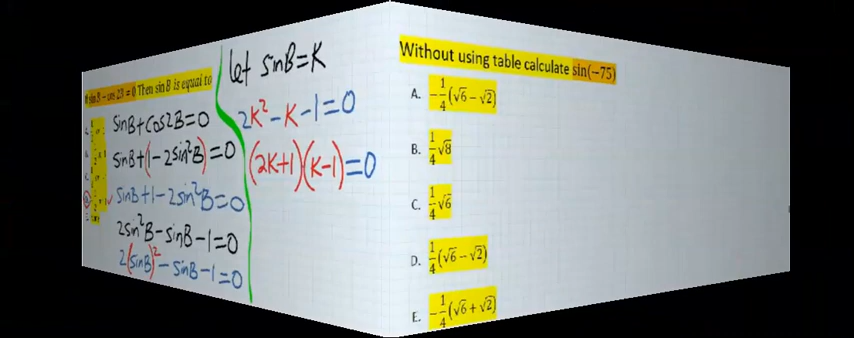 sinB - cos 2B = 0 Then sin B is equal to
sinB+cos2B=0
sinB+(1-2sin²B)=0
sinB+1-2sin²B=0
2sin²B-sinB-1=0
2(sinB)²-sinB-1=0
let sinB=K
2K²-K-1=0
(2K+1)(K-1)=0
Without using table calculate sin(−75)
A. -1/4(√6 − √2)
B. 1/4√8
C. 1/4√6
D. 1/4(√6 − √2)
E. -1/4(√6 + √2)